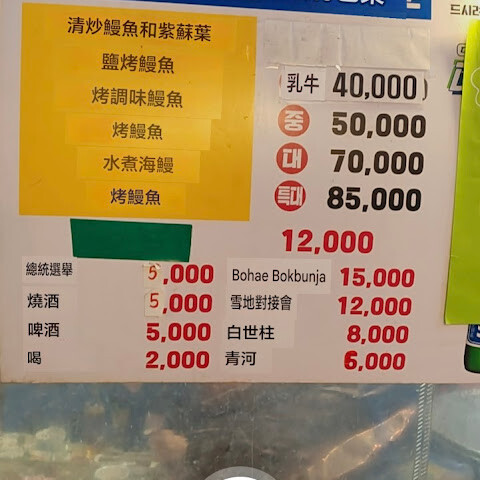 드시려
清炒鰻魚和紫蘇葉
鹽烤鰻魚
烤調味鰻魚
烤鰻魚
水煮海鰻
烤鰻魚
乳牛 40,000
중 50,000
대 70,000
특대 85,000
12,000
總統選舉 5,000 Bohae Bokbunja 15,000
燒酒 5,000 雪地對接會 12,000
啤酒 5,000 白世柱 8,000
喝 2,000 青河 6,000